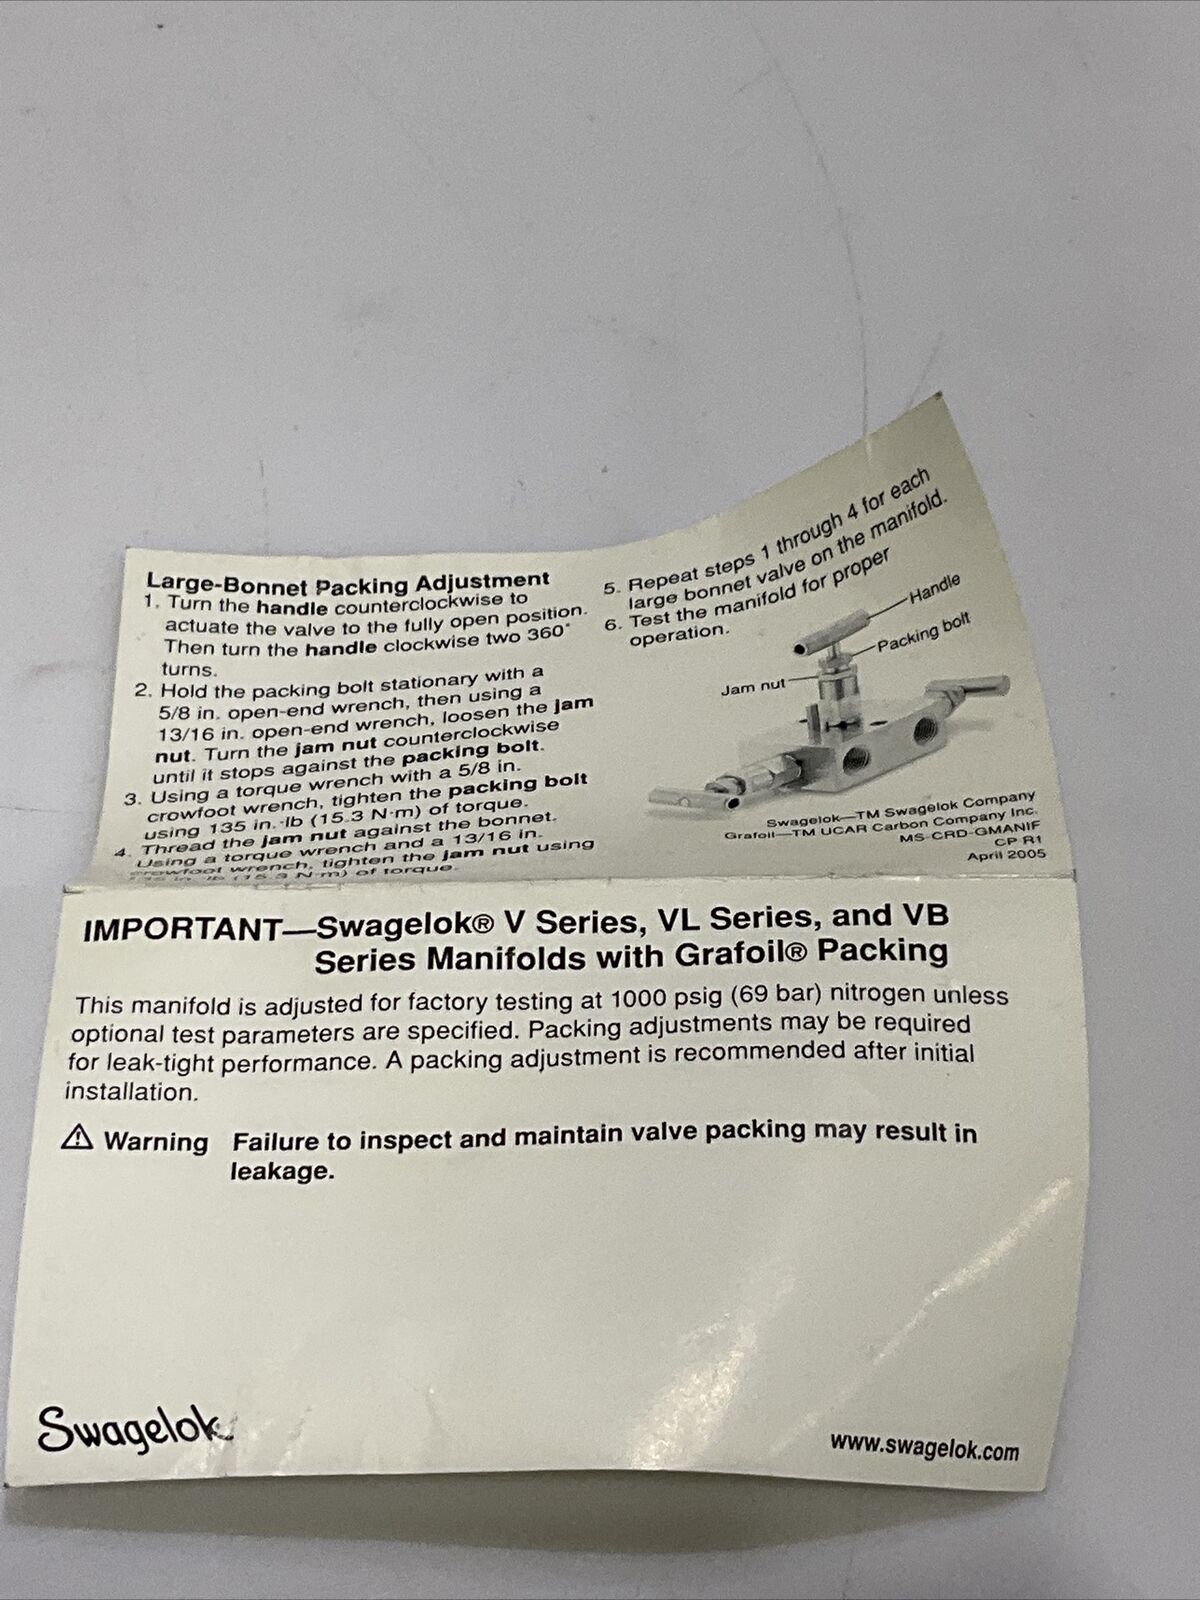 Large-Bonnet Packing Adjustment
1. Turn the handle counterclockwise to
actuate the valve to the fully open position.
Then turn the handle clockwise two 360°
turns.
2. Hold the packing bolt stationary with a
5/8 in. open-end wrench, then using a
13/16 in. open-end wrench, loosen the jam
nut. Turn the jam nut counterclockwise
until it stops against the packing bolt.
3. Using a torque wrench with a 5/8 in.
crowfoot wrench, tighten the packing bolt
using 135 in.·lb (15.3 N·m) of torque.
4. Thread the jam nut against the bonnet.
Using a torque wrench and a 13/16 in.
crowfoot wrench, tighten the jam nut using
135 in.·lb (15.3 N·m) of torque.
5. Repeat steps 1 through 4 for each
large bonnet valve on the manifold.
6. Test the manifold for proper
operation.
Handle
Packing bolt
Jam nut
Swagelok—TM Swagelok Company
Grafoil—TM UCAR Carbon Company Inc.
MS-CRD-GMANIF
CP R1
April 2005
IMPORTANT—Swagelok® V Series, VL Series, and VB
Series Manifolds with Grafoil® Packing
This manifold is adjusted for factory testing at 1000 psig (69 bar) nitrogen unless
optional test parameters are specified. Packing adjustments may be required
for leak-tight performance. A packing adjustment is recommended after initial
installation.
⚠ Warning Failure to inspect and maintain valve packing may result in
leakage.
Swagelok
www.swagelok.com